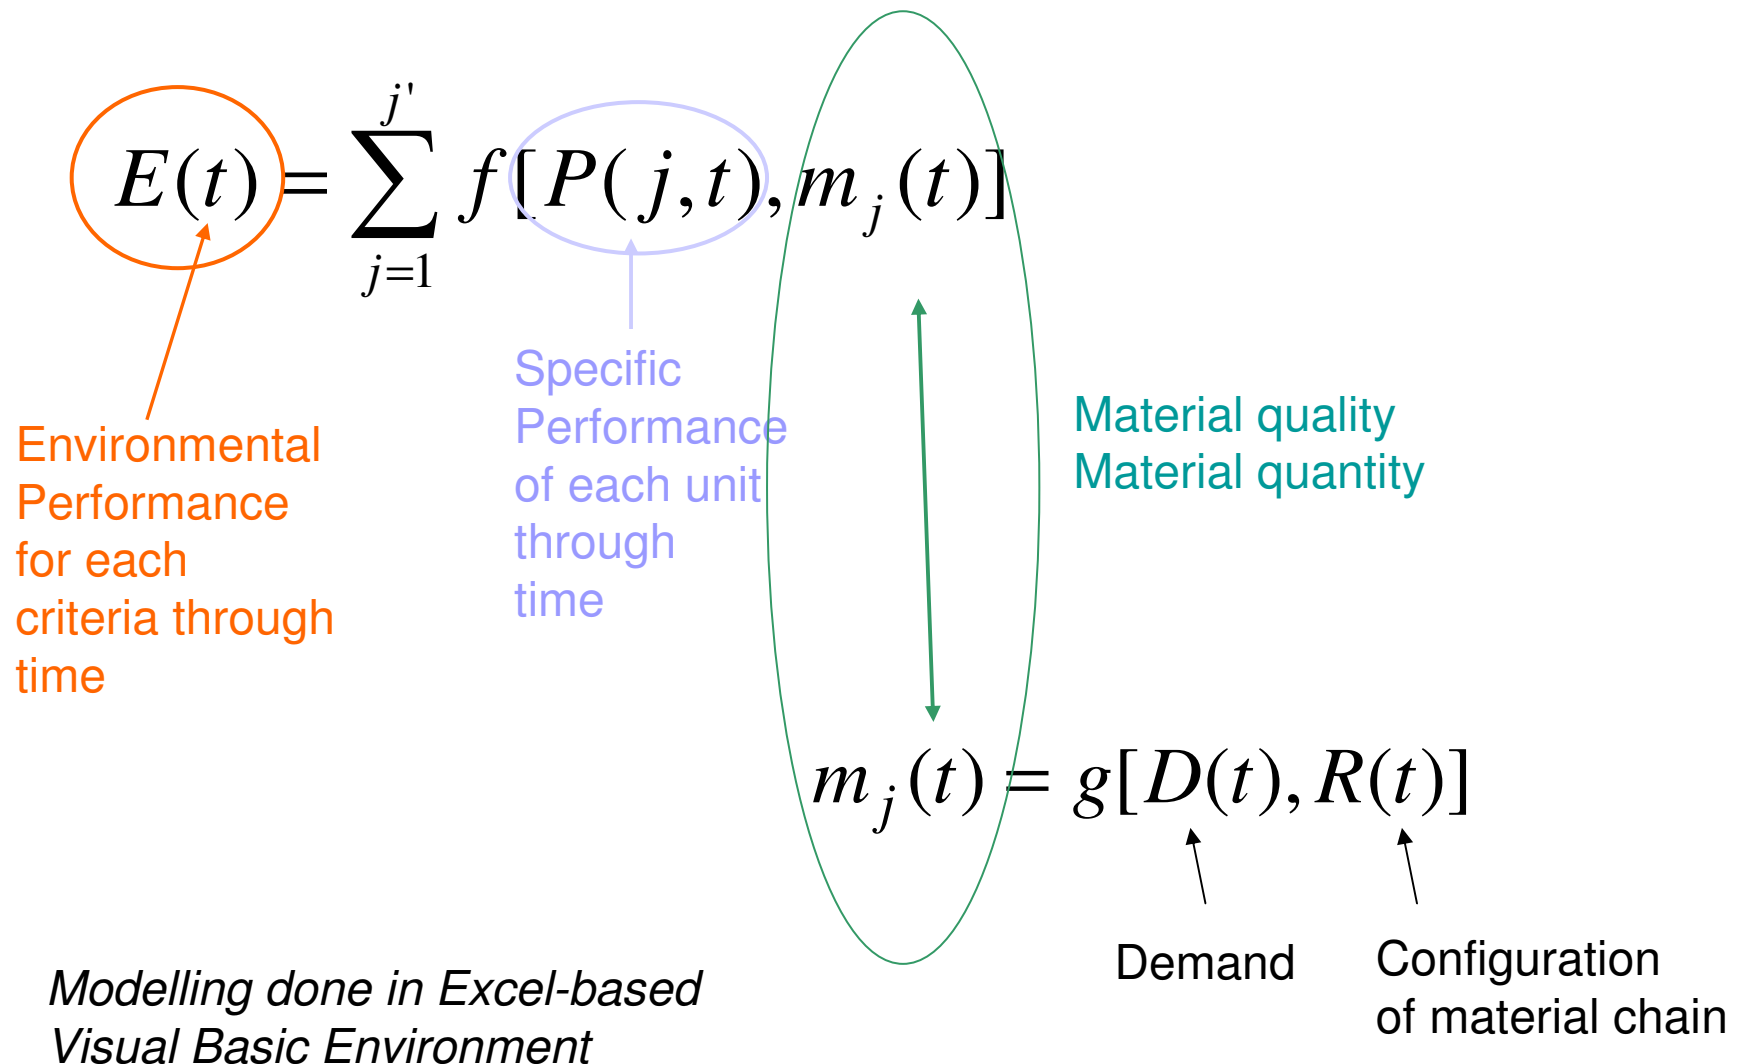 E(t) = \sum_{j=1}^{j'} f[P(j,t), m_j(t)]
Environmental
Performance
for each
criteria through
time
Specific
Performance
of each unit
through
time
Material quality
Material quantity
m_j(t) = g[D(t), R(t)]
Demand
Configuration
of material chain
Modelling done in Excel-based
Visual Basic Environment